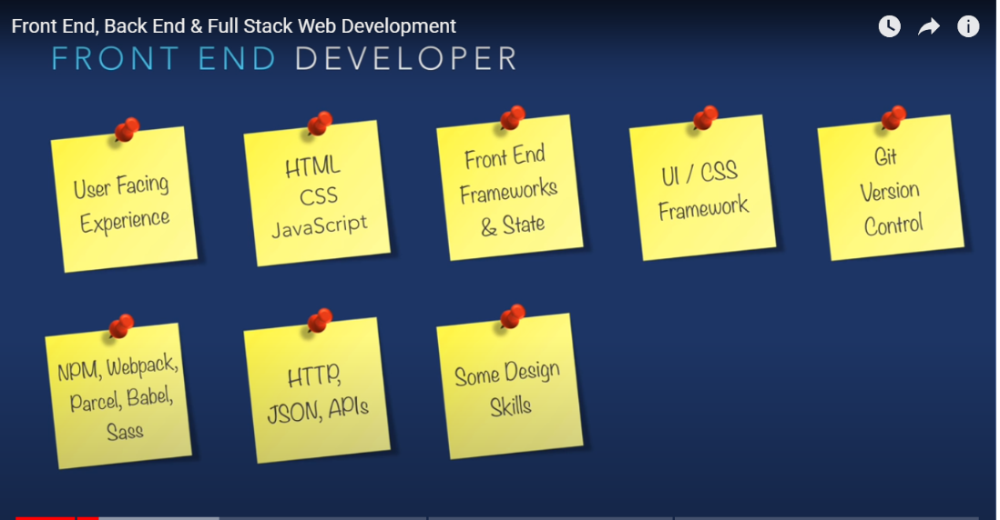 Front End, Back End & Full Stack Web Development
FRONT END DEVELOPER
User Facing
Experience
HTML
CSS
JavaScript
Front End
Frameworks
& State
UI / CSS
Framework
Git
Version
Control
NPM, Webpack,
Parcel, Babel,
Sass
HTTP,
JSON, APIs
Some Design
Skills